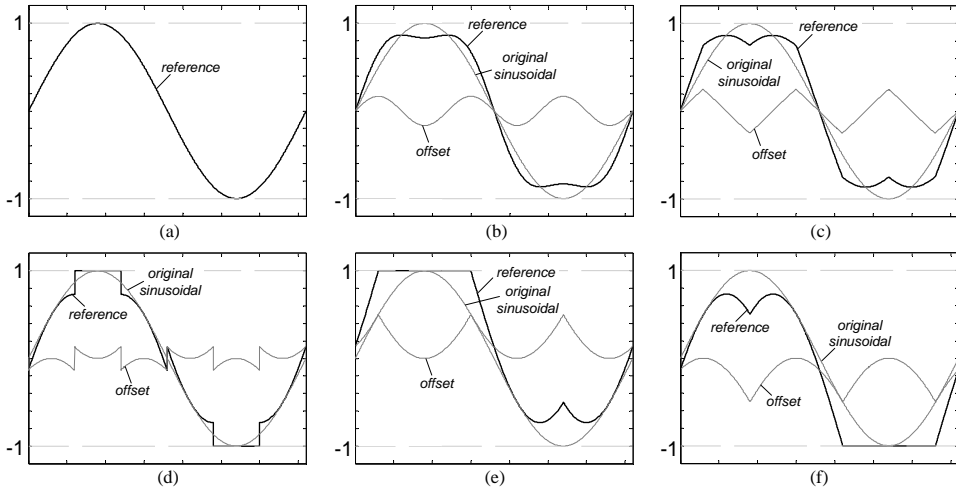 1
reference
-1
(a)
1
reference
original
sinusoidal
offset
-1
(b)
1
reference
original
sinusoidal
offset
-1
(c)
1
original
sinusoidal
reference
offset
-1
(d)
1
reference
original
sinusoidal
offset
-1
(e)
1
original
sinusoidal
reference
offset
-1
(f)